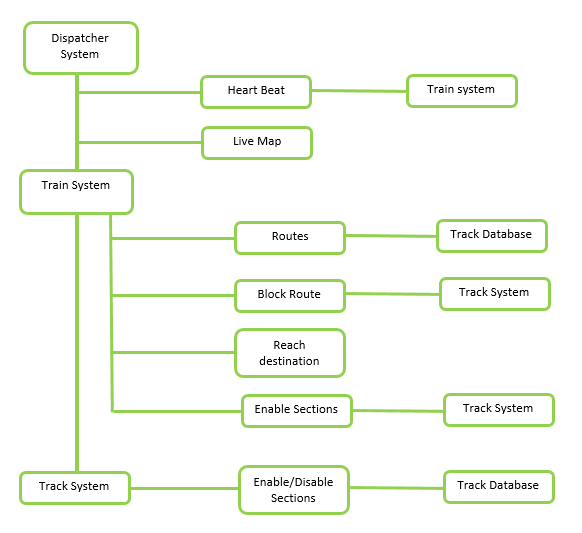 Dispatcher
System
Heart Beat
Train system
Live Map
Train System
Routes
Track Database
Block Route
Track System
Reach
destination
Enable Sections
Track System
Track System
Enable/Disable
Sections
Track Database